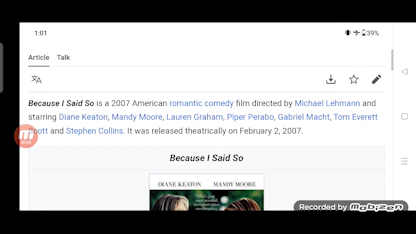 1:01
39%
Article Talk
Because I Said So is a 2007 American romantic comedy film directed by Michael Lehmann and
starring Diane Keaton, Mandy Moore, Lauren Graham, Piper Perabo, Gabriel Macht, Tom Everett
Scott and Stephen Collins. It was released theatrically on February 2, 2007.
Because I Said So
DIANE KEATON MANDY MOORE
Recorded by
mobizen